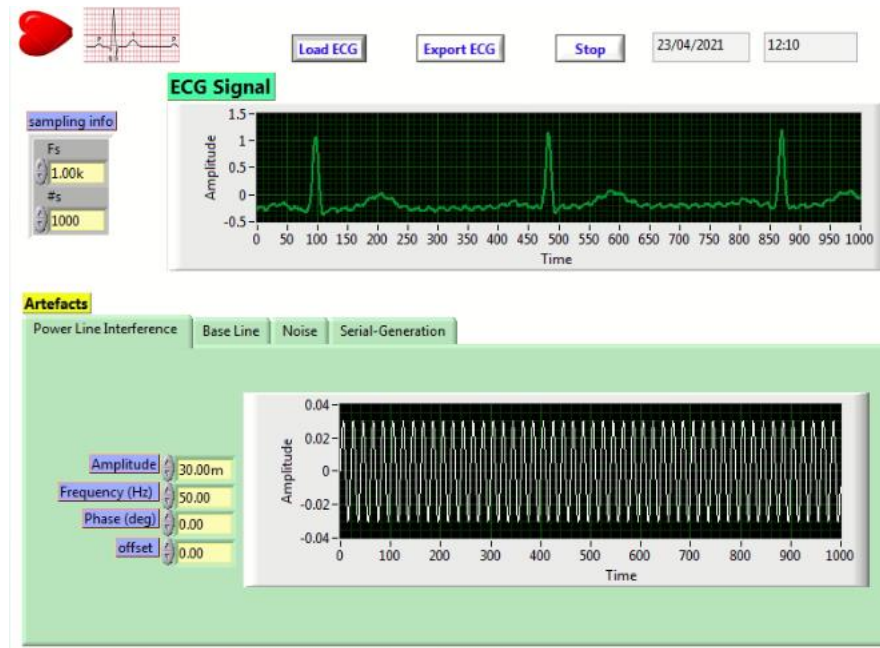 Load ECG Export ECG Stop 23/04/2021 12:10
ECG Signal
sampling info
Fs
1.00k
#s
1000
Amplitude
1.5
1
0.5
0
-0.5
0 50 100 150 200 250 300 350 400 450 500 550 600 650 700 750 800 850 900 950 1000
Time
Artefacts
Power Line Interference Base Line Noise Serial-Generation
Amplitude 30.00m
Frequency (Hz) 50.00
Phase (deg) 0.00
offset 0.00
Amplitude
0.04
0.02
0
-0.02
-0.04
0 100 200 300 400 500 600 700 800 900 1000
Time